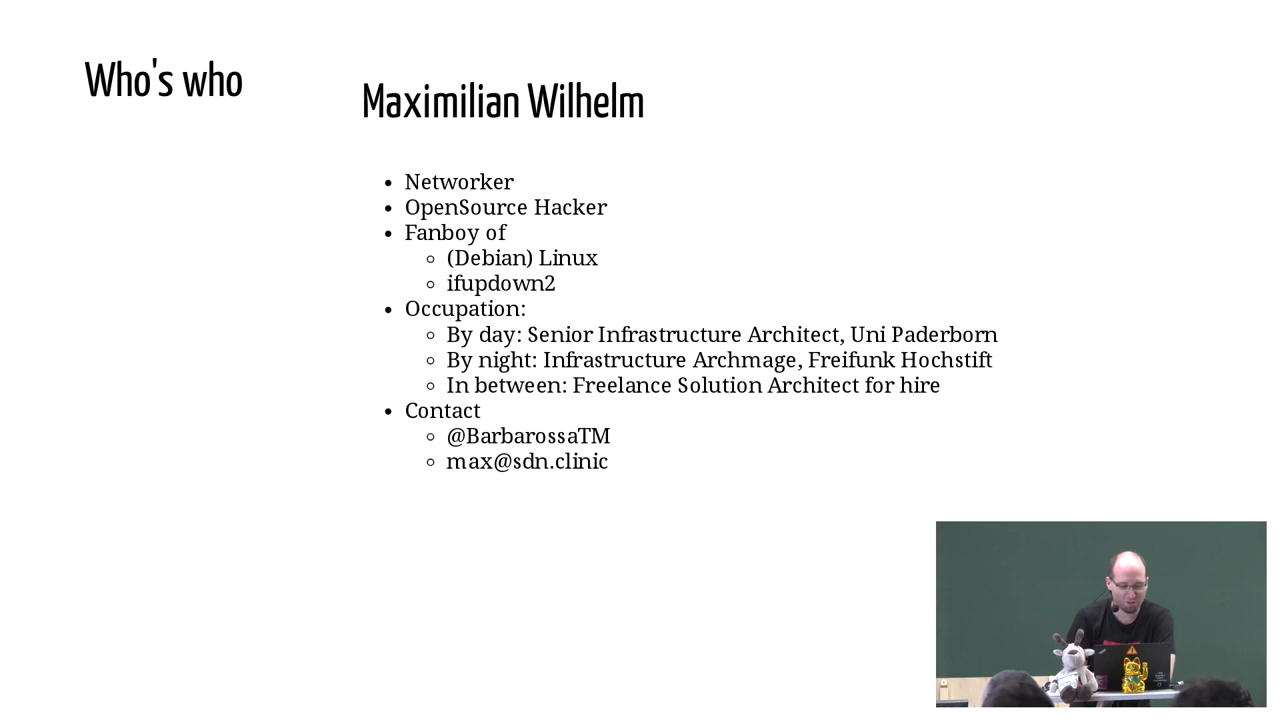 Who's who
Maximilian Wilhelm
• Networker
• OpenSource Hacker
• Fanboy of
◦ (Debian) Linux
◦ ifupdown2
• Occupation:
◦ By day: Senior Infrastructure Architect, Uni Paderborn
◦ By night: Infrastructure Archmage, Freifunk Hochstift
◦ In between: Freelance Solution Architect for hire
• Contact
◦ @BarbarossaTM
◦ max@sdn.clinic